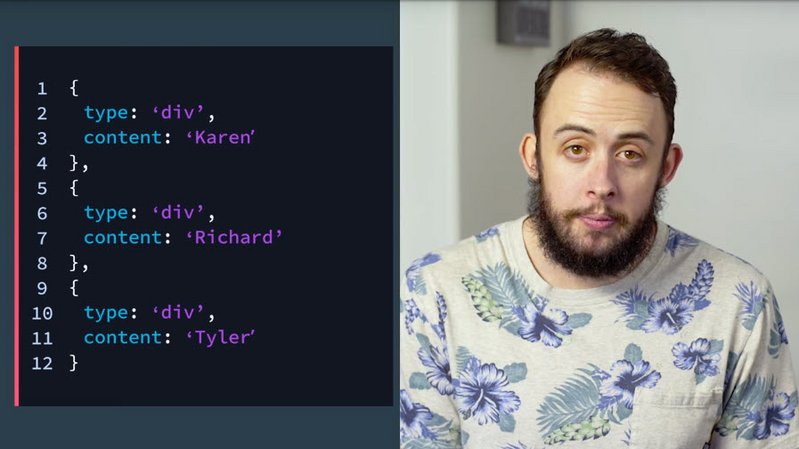 1 {
2 type: ‘div’,
3 content: ‘Karen′
4 },
5 {
6 type: ‘div’,
7 content: ‘Richard’
8 },
9 {
10 type: ‘div’,
11 content: ‘Tyler′
12 }